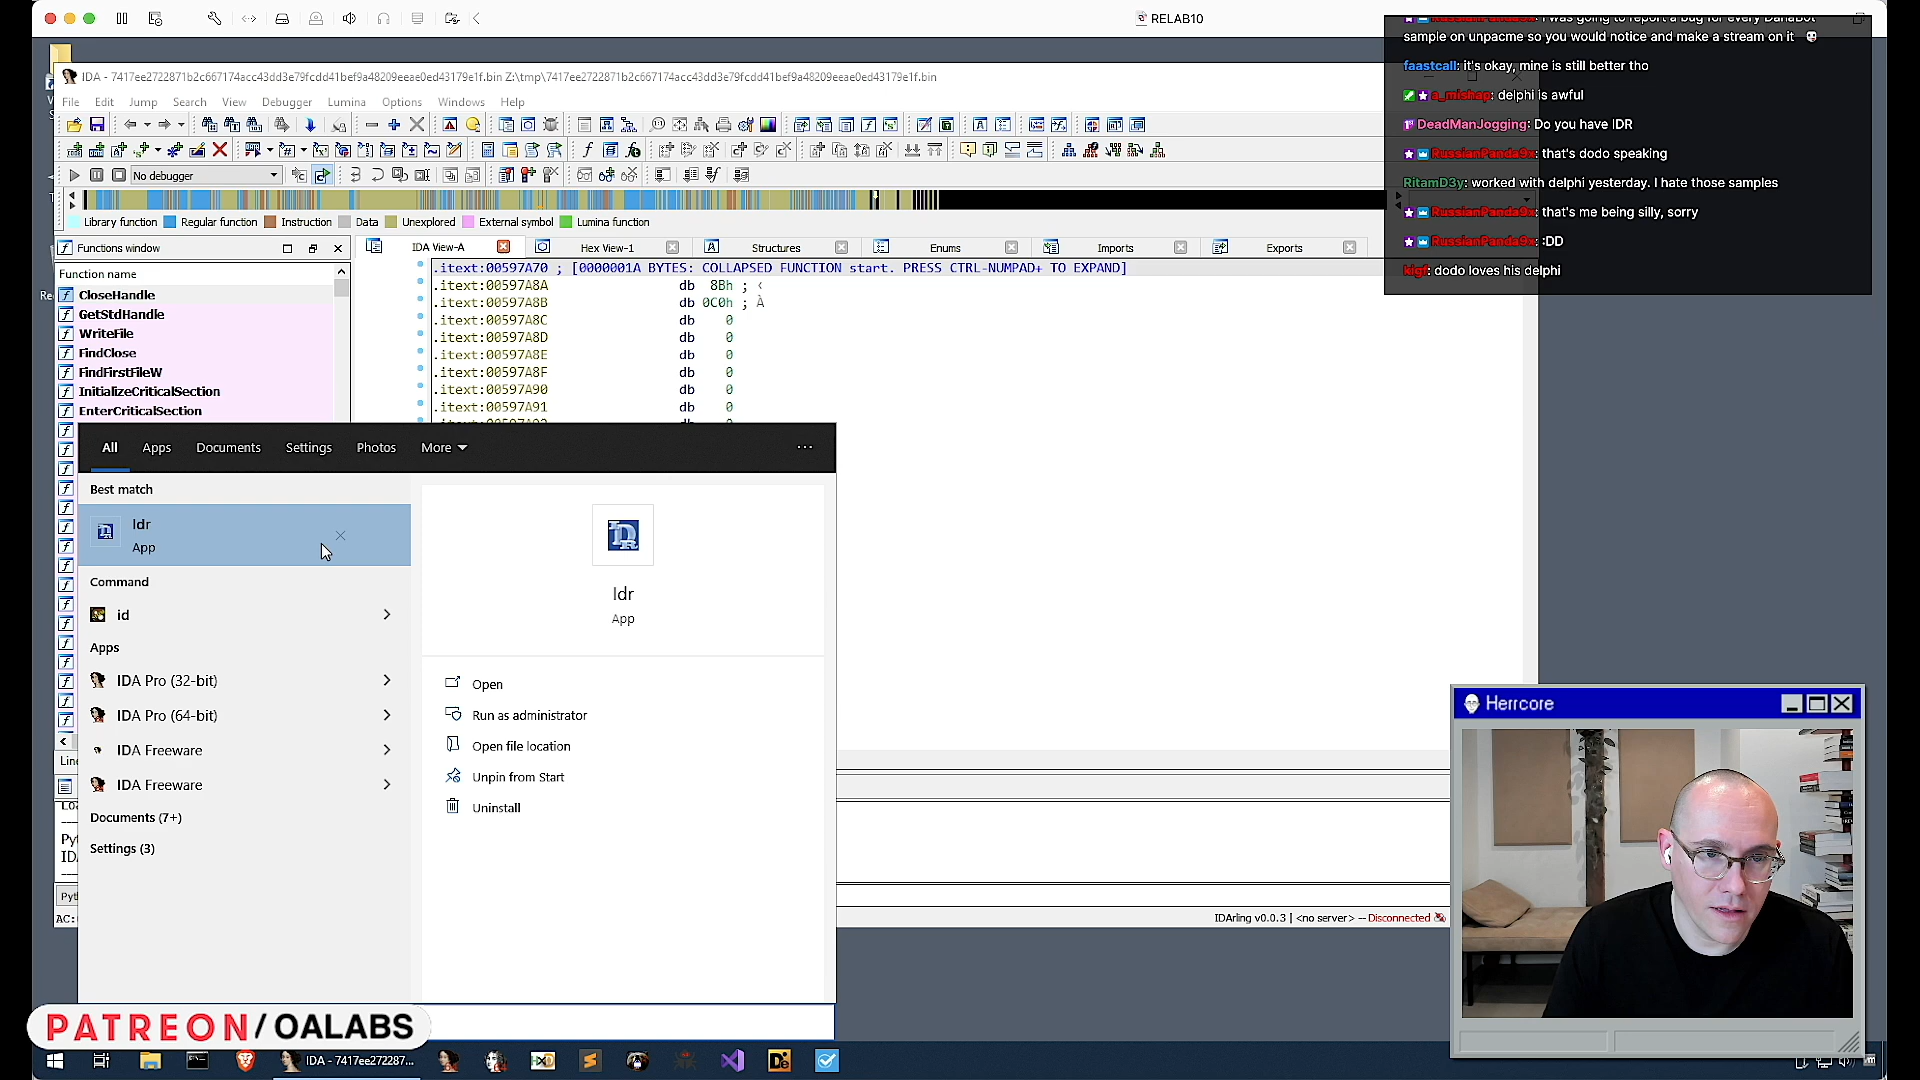 RELAB10
sample on unpacme so you would notice and make a stream on it
faastcall: it's okay, mine is still better tho
a_mishap: delphi is awful
DeadManJogging: Do you have IDR
RussianPanda9x: that's dodo speaking
RitamD3y: worked with delphi yesterday. I hate those samples
RussianPanda9x: that's me being silly, sorry
RussianPanda9x: :DD
kigf: dodo loves his delphi
IDA - 7417ee2722871b2c667174acc43dd3e79fcdd41bef9a48209eeae0ed43179e1f.bin Z:\tmp\7417ee2722871b2c667174acc43dd3e79fcdd41bef9a48209eeae0ed43179e1f.bin
File Edit Jump Search View Debugger Lumina Options Windows Help
No debugger
Library function Regular function Instruction Data Unexplored External symbol Lumina function
Functions window
IDA View-A Hex View-1 Structures Enums Imports Exports
Function name
CloseHandle
GetStdHandle
WriteFile
FindClose
FindFirstFileW
InitializeCriticalSection
EnterCriticalSection
.itext:00597A70 ; [0000001A BYTES: COLLAPSED FUNCTION start. PRESS CTRL-NUMPAD+ TO EXPAND]
.itext:00597A8A db 8Bh ; ‹
.itext:00597A8B db 0C0h ; À
.itext:00597A8C db 0
.itext:00597A8D db 0
.itext:00597A8E db 0
.itext:00597A8F db 0
.itext:00597A90 db 0
.itext:00597A91 db 0
All Apps Documents Settings Photos More
Best match
Idr
App
Command
id
Apps
IDA Pro (32-bit)
IDA Pro (64-bit)
IDA Freeware
IDA Freeware
Documents (7+)
Settings (3)
Idr
App
Open
Run as administrator
Open file location
Unpin from Start
Uninstall
Line
Pyt
IDA
AC:
IDArling v0.0.3 | <no server> -- Disconnected
Herrcore
PATREON/OALABS
IDA - 7417ee272287...